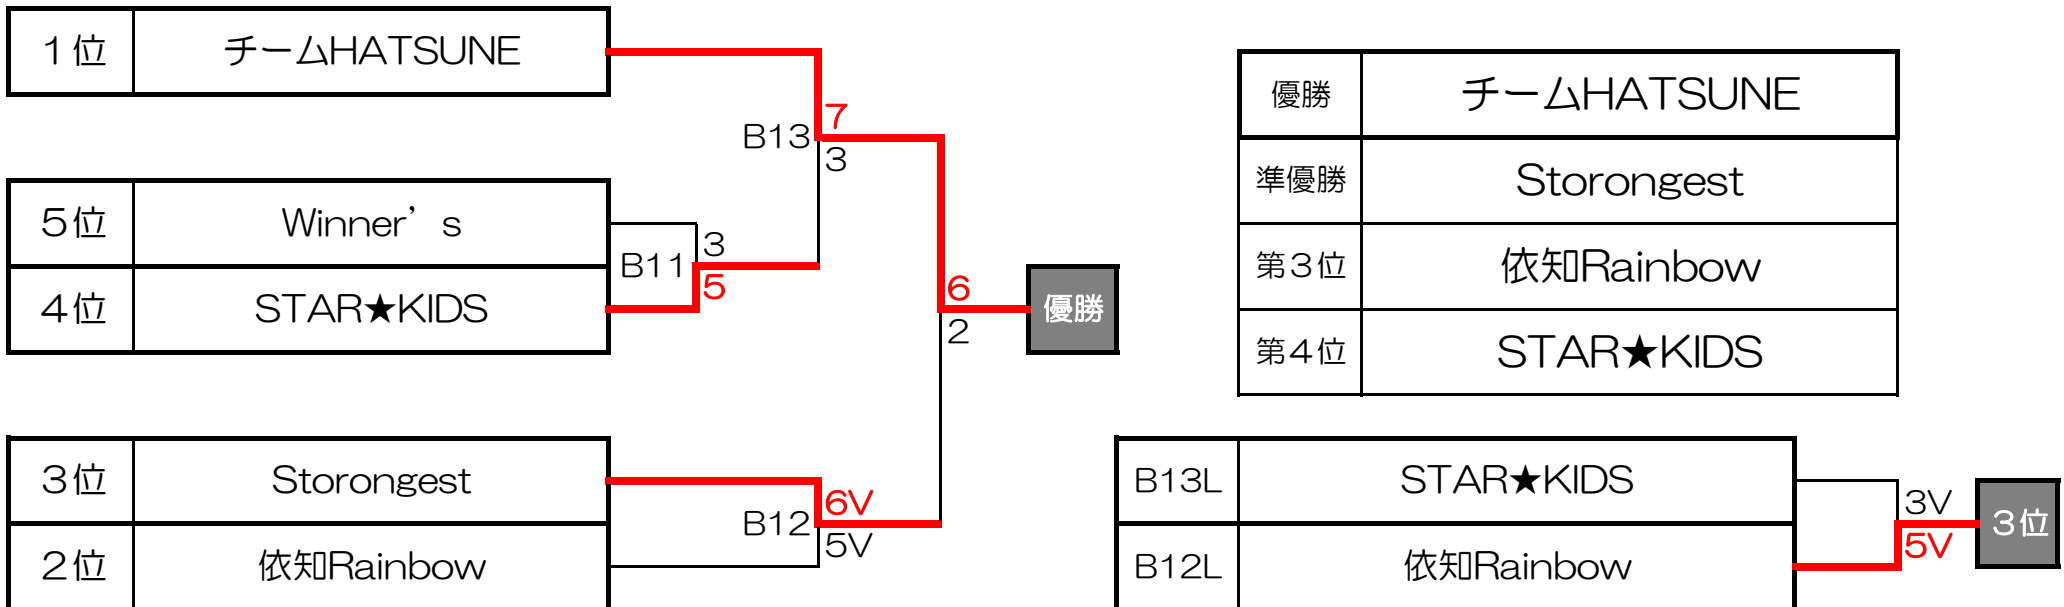 1位 チームHATSUNE
7
B13
3
5位 Winner’s
3
B11
5
4位 STAR★KIDS
6
優勝
2
3位 Storongest
6V
B12
5V
2位 依知Rainbow
優勝 チームHATSUNE
準優勝 Storongest
第3位 依知Rainbow
第4位 STAR★KIDS
B13L STAR★KIDS
3V
3位
5V
B12L 依知Rainbow